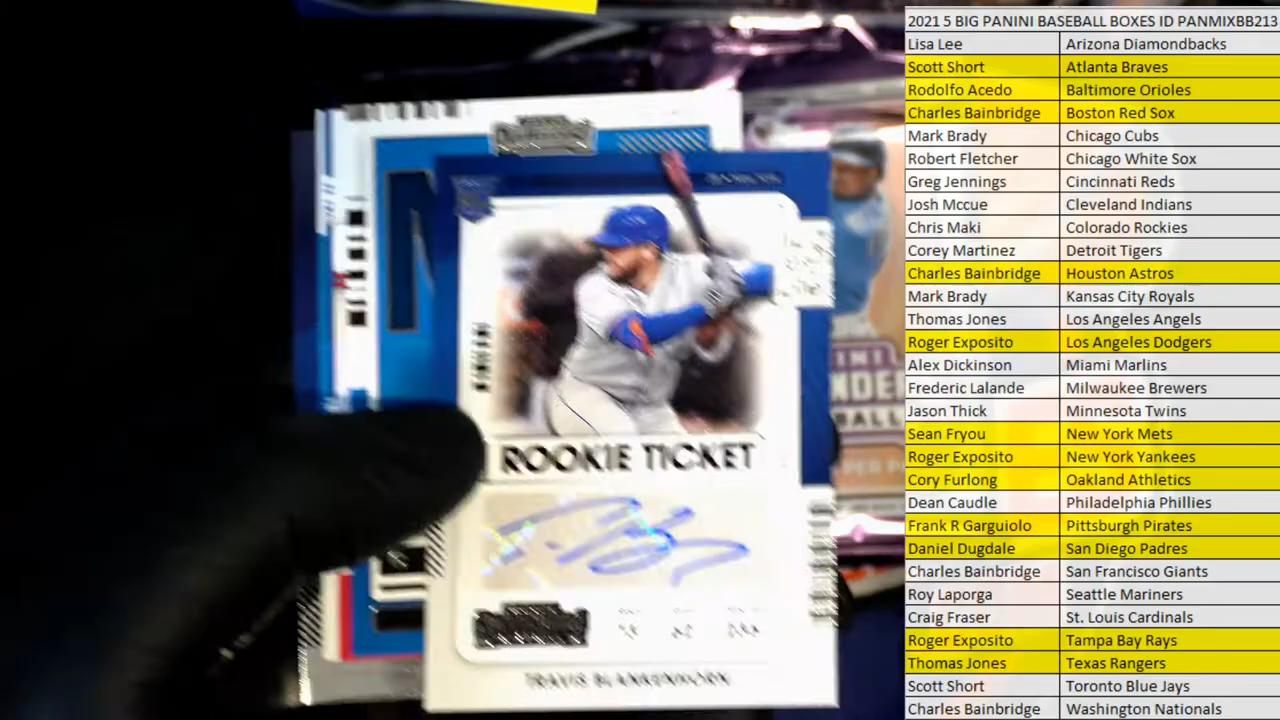 2021 5 BIG PANINI BASEBALL BOXES ID PANMIXBB213
Lisa Lee Arizona Diamondbacks
Scott Short Atlanta Braves
Rodolfo Acedo Baltimore Orioles
Charles Bainbridge Boston Red Sox
Mark Brady Chicago Cubs
Robert Fletcher Chicago White Sox
Greg Jennings Cincinnati Reds
Josh Mccue Cleveland Indians
Chris Maki Colorado Rockies
Corey Martinez Detroit Tigers
Charles Bainbridge Houston Astros
Mark Brady Kansas City Royals
Thomas Jones Los Angeles Angels
Roger Exposito Los Angeles Dodgers
Alex Dickinson Miami Marlins
Frederic Lalande Milwaukee Brewers
Jason Thick Minnesota Twins
Sean Fryou New York Mets
Roger Exposito New York Yankees
Cory Furlong Oakland Athletics
Dean Caudle Philadelphia Phillies
Frank R Garguiolo Pittsburgh Pirates
Daniel Dugdale San Diego Padres
Charles Bainbridge San Francisco Giants
Roy Laporga Seattle Mariners
Craig Fraser St. Louis Cardinals
Roger Exposito Tampa Bay Rays
Thomas Jones Texas Rangers
Scott Short Toronto Blue Jays
Charles Bainbridge Washington Nationals
ROOKIE TICKET
TRAVIS BLANKENHORN